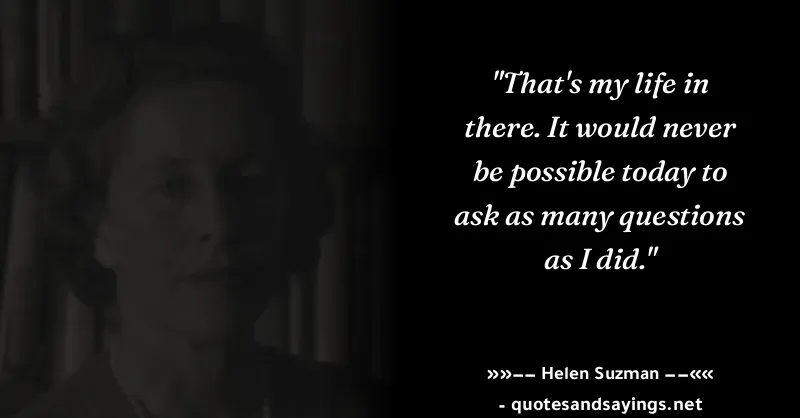 "That's my life in
there. It would never
be possible today to
ask as many questions
as I did."
»»−− Helen Suzman −−««
- quotesandsayings.net